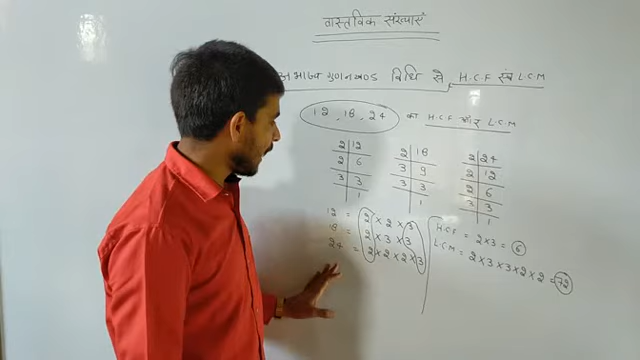 वास्तविक संख्याएं
अभाज्य गुणनखण्ड विधि से H.C.F एवं L.C.M
12, 18, 24 का H.C.F और L.C.M
2 | 12
2 | 6
3 | 3
1
2 | 18
3 | 9
3 | 3
1
2 | 24
2 | 12
2 | 6
3 | 3
1
12 = 2 × 2 × 3
18 = 2 × 3 × 3
24 = 2 × 2 × 2 × 3
H.C.F = 2×3 = 6
L.C.M = 2×3×3×2×2 = 72